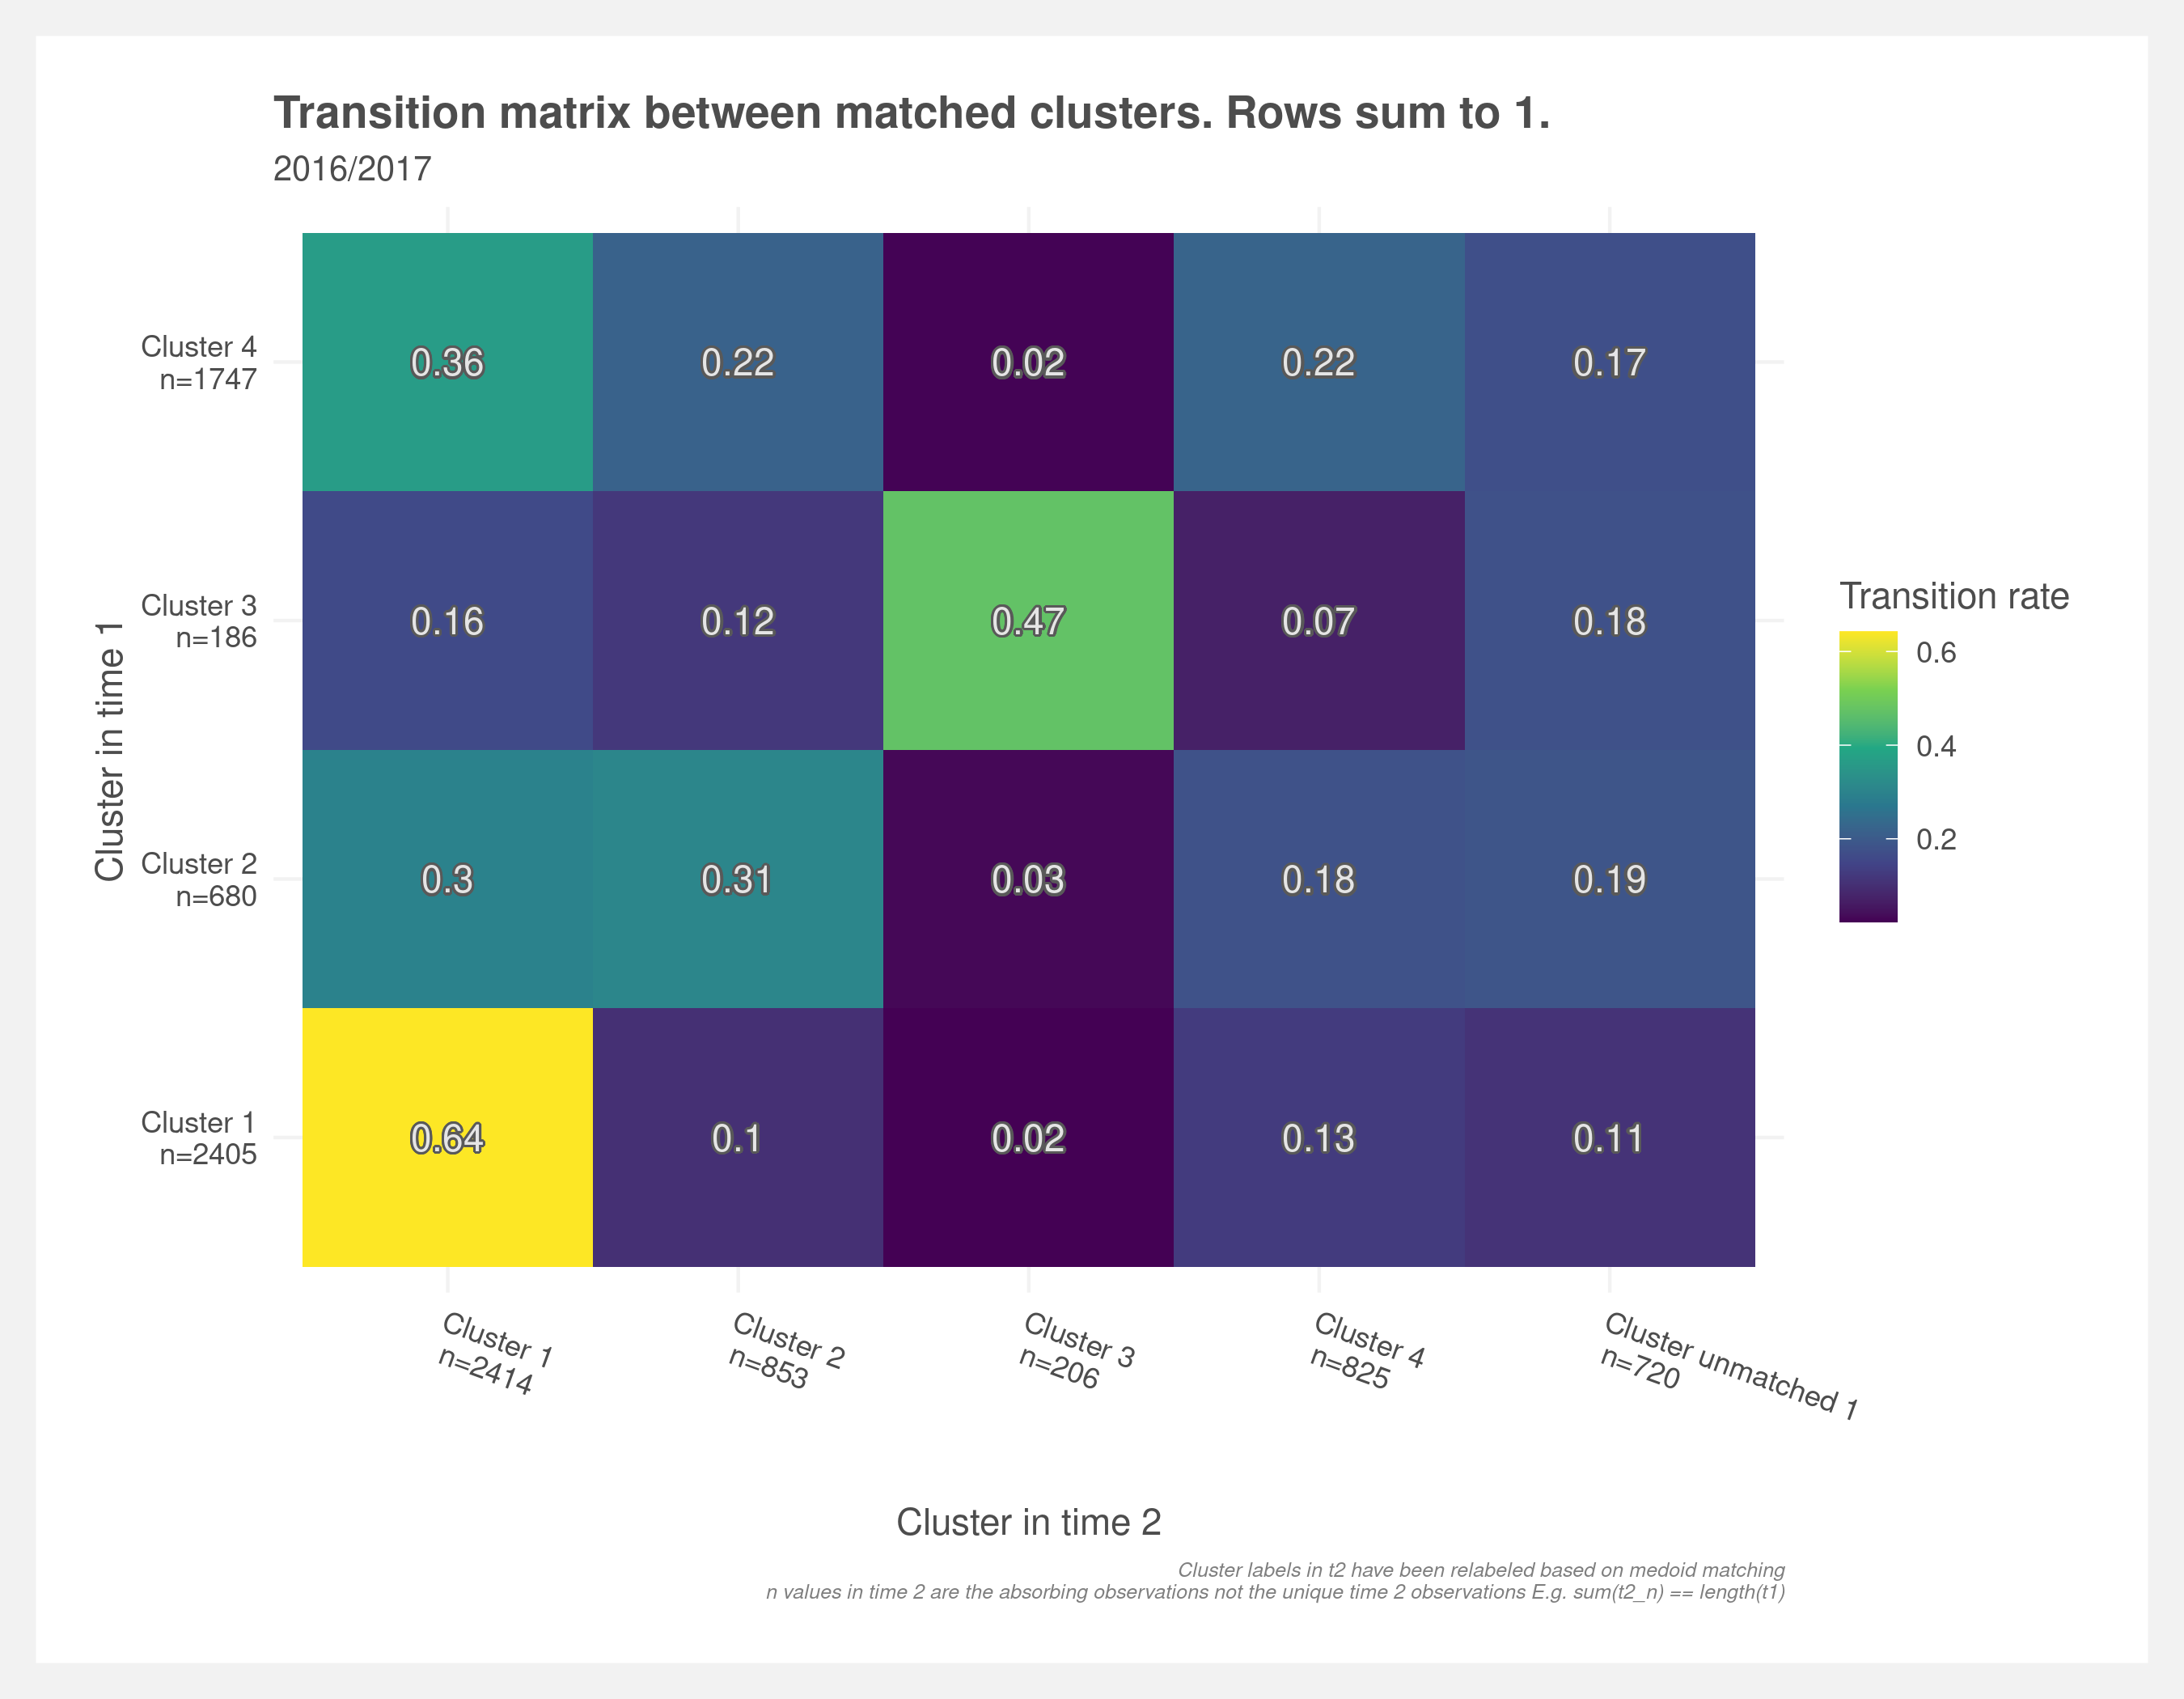 Transition matrix between matched clusters. Rows sum to 1.
2016/2017
Cluster in time 1
Cluster 4
n=1747
0.36 0.22 0.02 0.22 0.17
Cluster 3
n=186
0.16 0.12 0.47 0.07 0.18
Cluster 2
n=680
0.3 0.31 0.03 0.18 0.19
Cluster 1
n=2405
0.64 0.1 0.02 0.13 0.11
Cluster 1
n=2414
Cluster 2
n=853
Cluster 3
n=206
Cluster 4
n=825
Cluster unmatched 1
n=720
Cluster in time 2
Transition rate
0.6
0.4
0.2
Cluster labels in t2 have been relabeled based on medoid matching
n values in time 2 are the absorbing observations not the unique time 2 observations E.g. sum(t2_n) == length(t1)